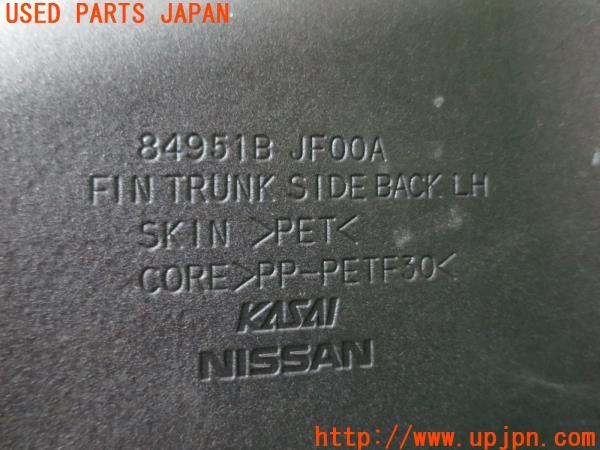 USED PARTS JAPAN
84951B JF00A
FIN TRUNK SIDE BACK LH
SKIN >PET<
CORE>PP-PETF30<
KASAI
NISSAN
http://www.upjpn.com